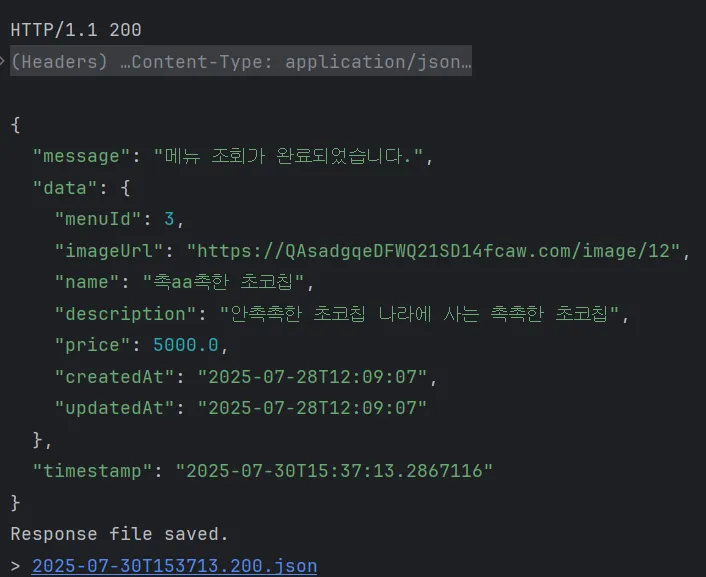 HTTP/1.1 200
(Headers) …Content-Type: application/json…
{
"message": "메뉴 조회가 완료되었습니다.",
"data": {
"menuId": 3,
"imageUrl": "https://QAsadgqeDFWQ21SD14fcaw.com/image/12",
"name": "촉aa촉한 초코칩",
"description": "안촉촉한 초코칩 나라에 사는 촉촉한 초코칩",
"price": 5000.0,
"createdAt": "2025-07-28T12:09:07",
"updatedAt": "2025-07-28T12:09:07"
},
"timestamp": "2025-07-30T15:37:13.2867116"
}
Response file saved.
> 2025-07-30T153713.200.json